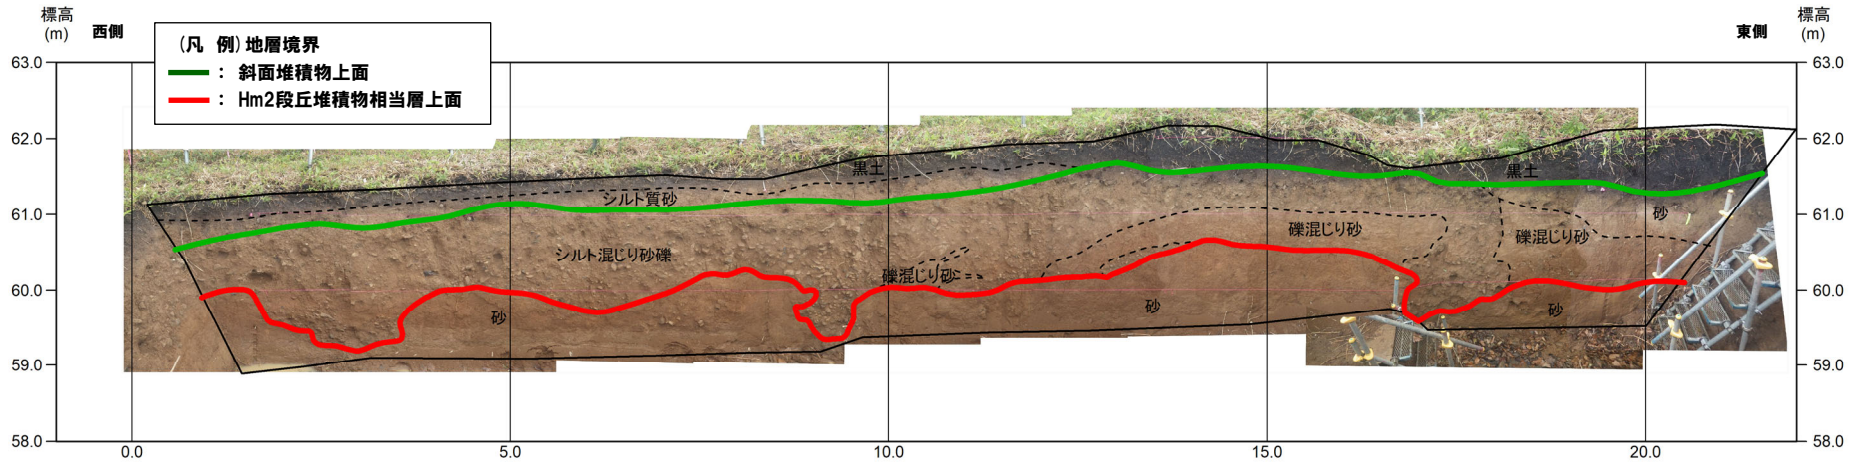 標高
(m)
西側
(凡 例)地層境界
: 斜面堆積物上面
: Hm2段丘堆積物相当層上面
標高
(m)
東側
63.0
62.0
61.0
60.0
59.0
58.0
63.0
62.0
61.0
60.0
59.0
58.0
黒土
黒土
シルト質砂
砂
礫混じり砂
礫混じり砂
シルト混じり砂礫
礫混じり砂
砂
砂
砂
0.0
5.0
10.0
15.0
20.0